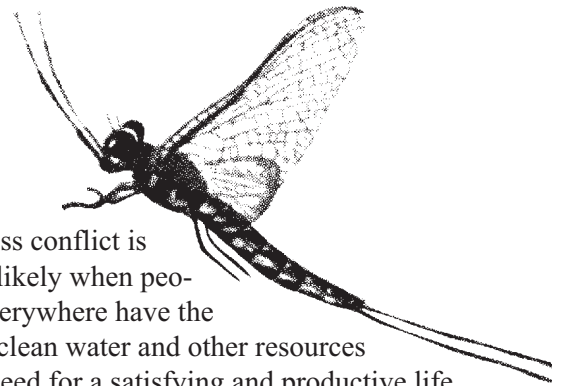 ss conflict is
likely when peo-
erywhere have the
clean water and other resources
eed for a satisfying and productive life